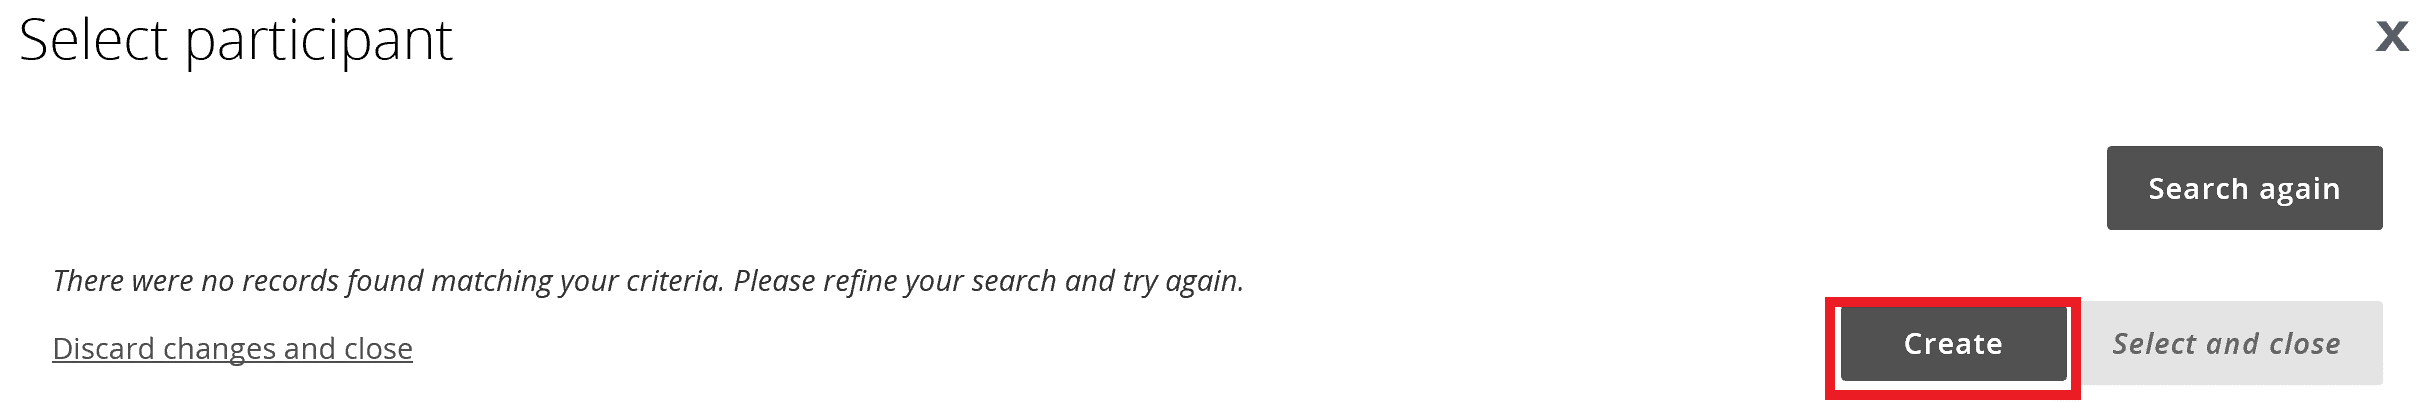 Select participant
X
Search again
There were no records found matching your criteria. Please refine your search and try again.
Discard changes and close
Create
Select and close